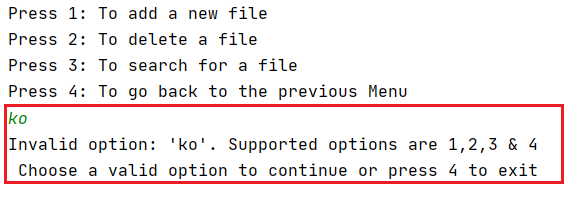 Press 1: To add a new file
Press 2: To delete a file
Press 3: To search for a file
Press 4: To go back to the previous Menu
ko
Invalid option: 'ko'. Supported options are 1,2,3 & 4
 Choose a valid option to continue or press 4 to exit